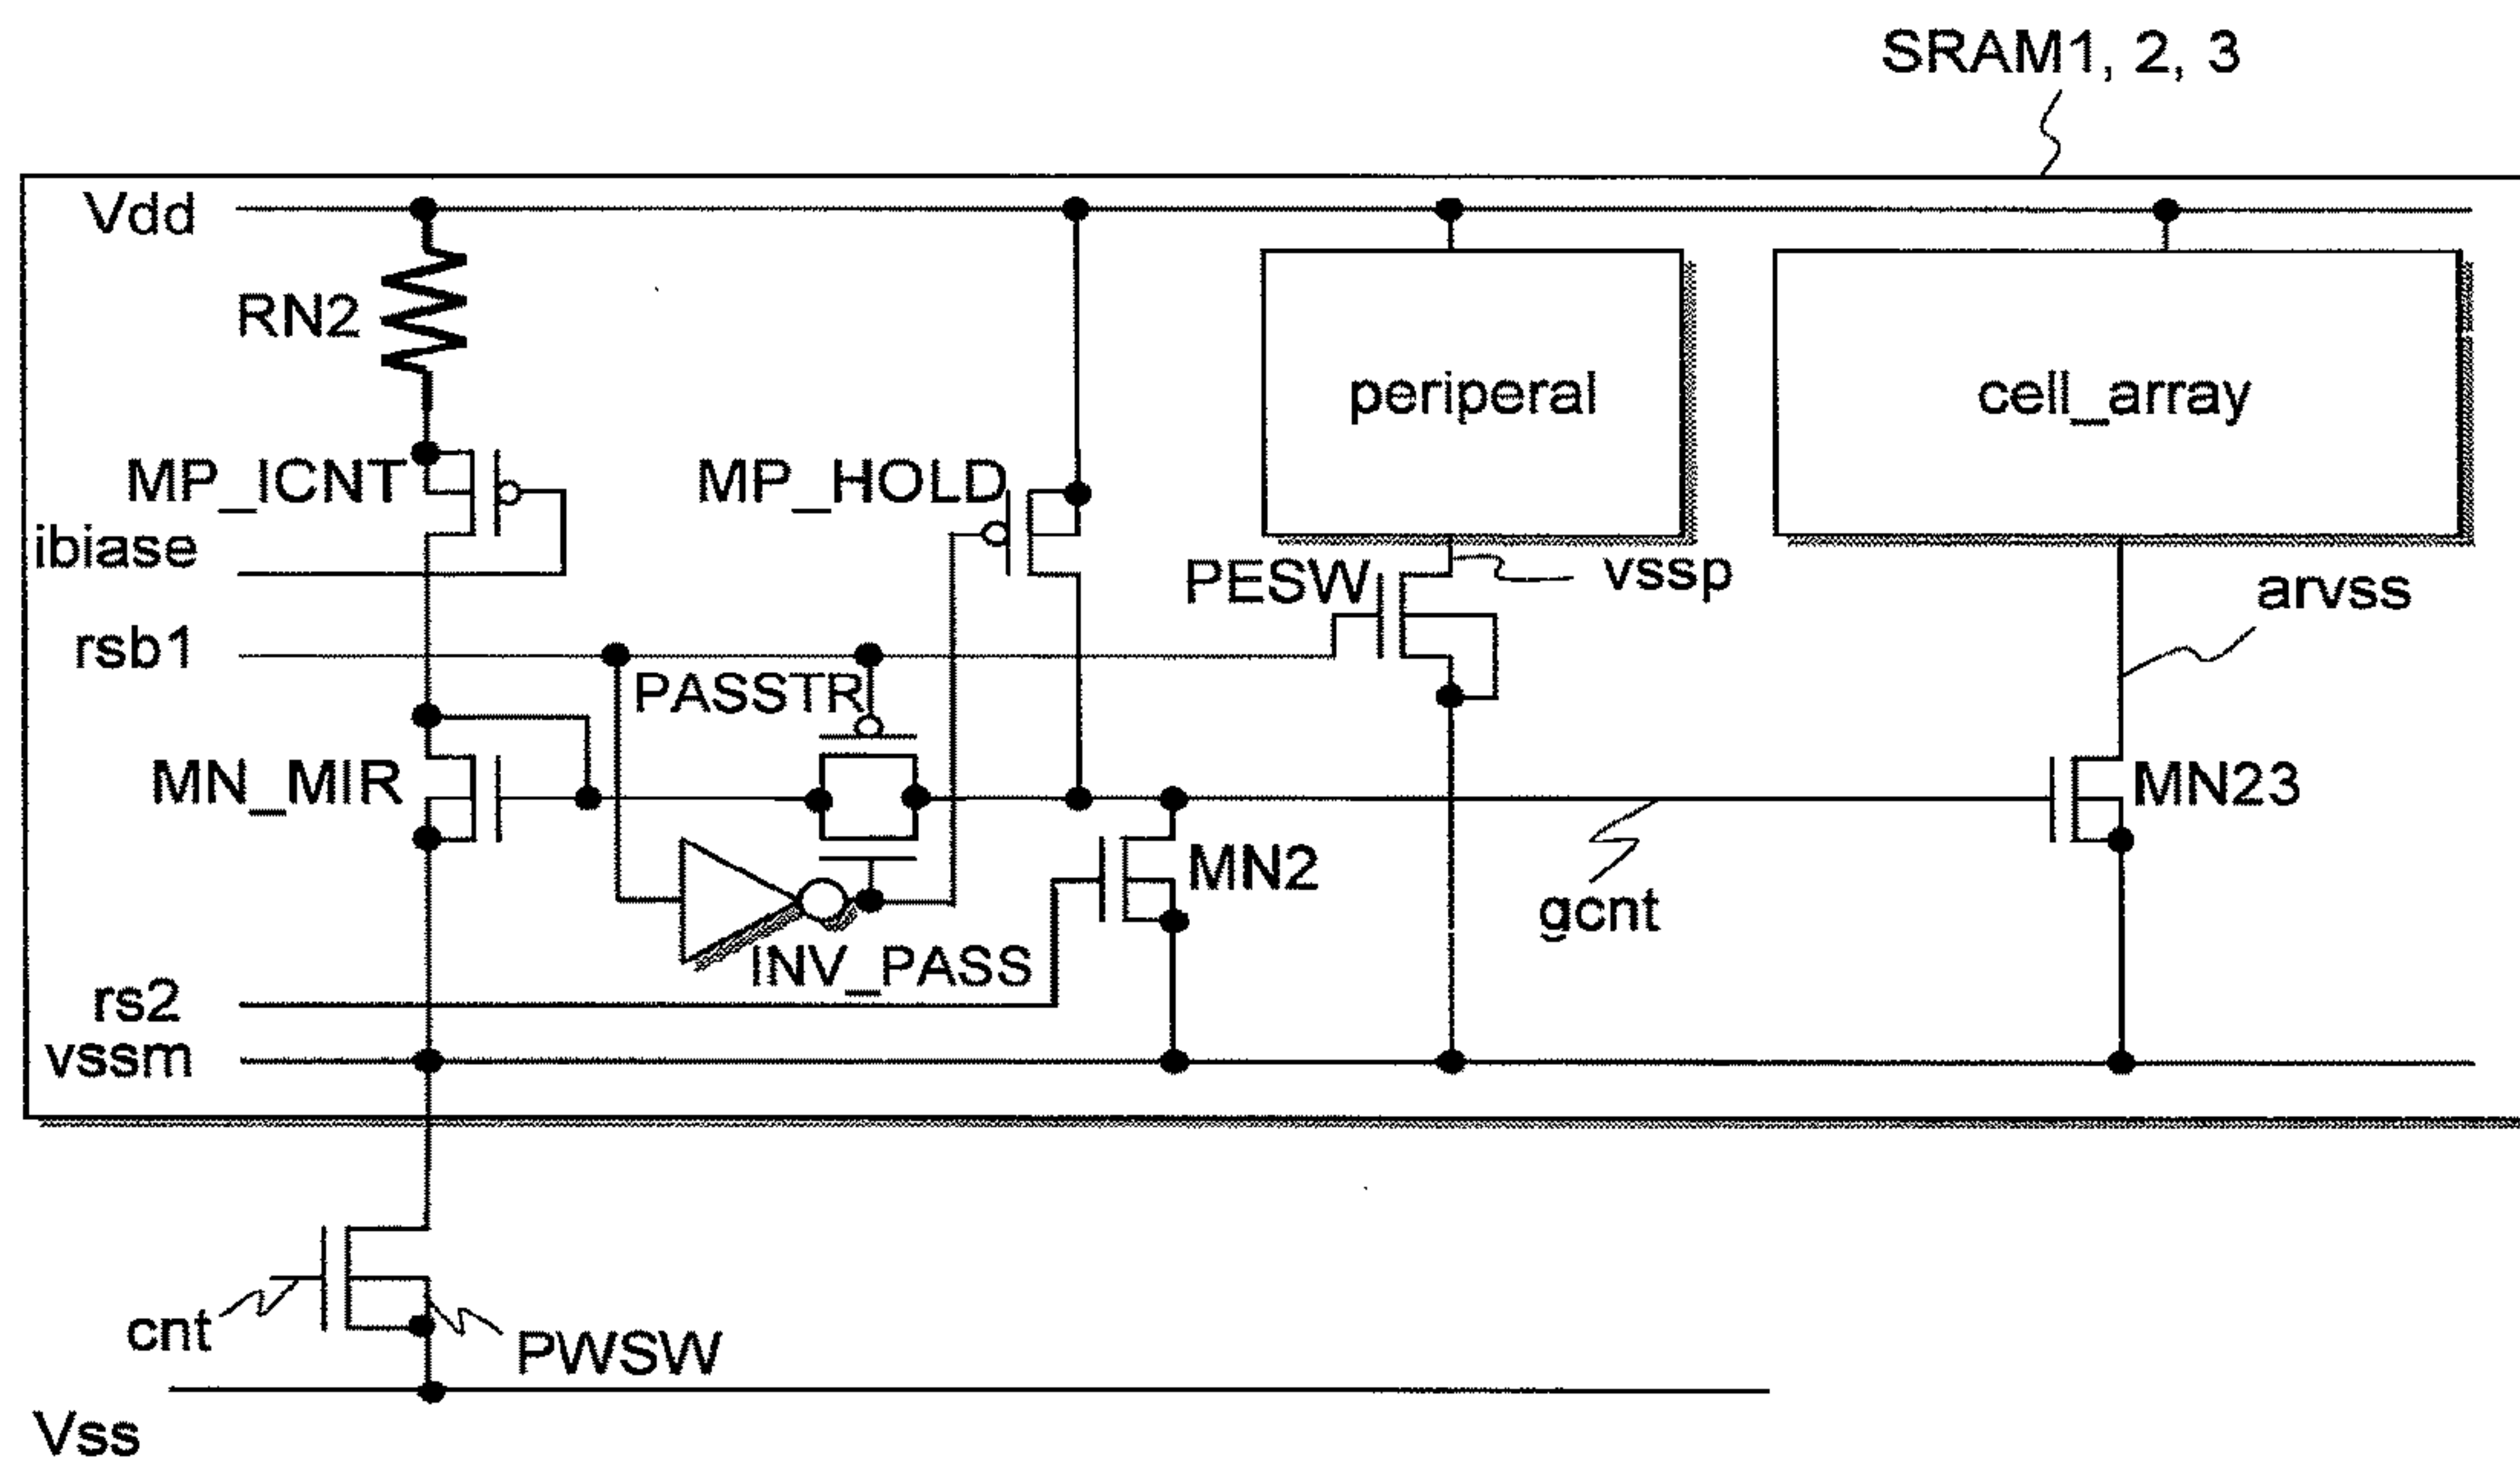 SRAM1, 2, 3
Vdd
RN2
periperal
cell_array
MP_ICNT
MP_HOLD
ibiase
PESW
vssp
arvss
rsb1
PASSTR
MN_MIR
MN23
MN2
gcnt
INV_PASS
rs2
vssm
cnt
PWSW
Vss